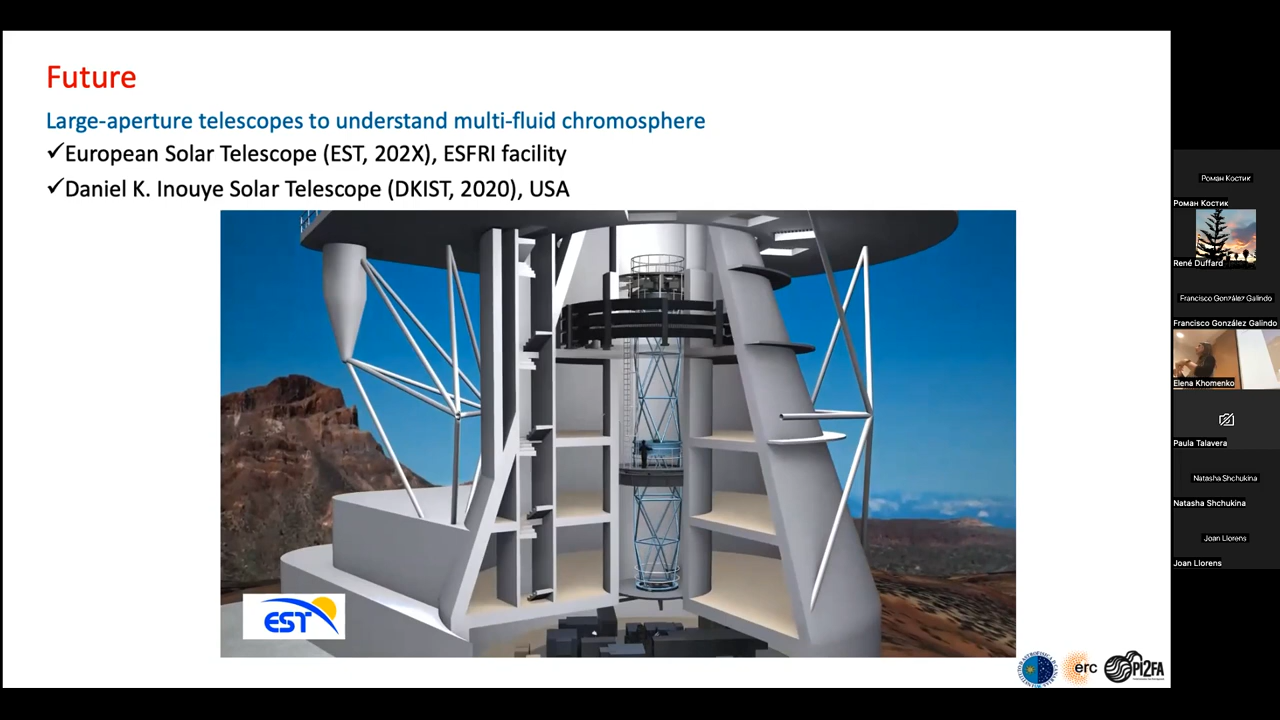 Future
Large-aperture telescopes to understand multi-fluid chromosphere
✓European Solar Telescope (EST, 202X), ESFRI facility
✓Daniel K. Inouye Solar Telescope (DKIST, 2020), USA
EST
erc
PI2FA
Роман Костик
Роман Костик
René Duffard
Francisco González Galindo
Francisco González Galindo
Elena Khomenko
Paula Talavera
Natasha Shchukina
Natasha Shchukina
Joan Llorens
Joan Llorens